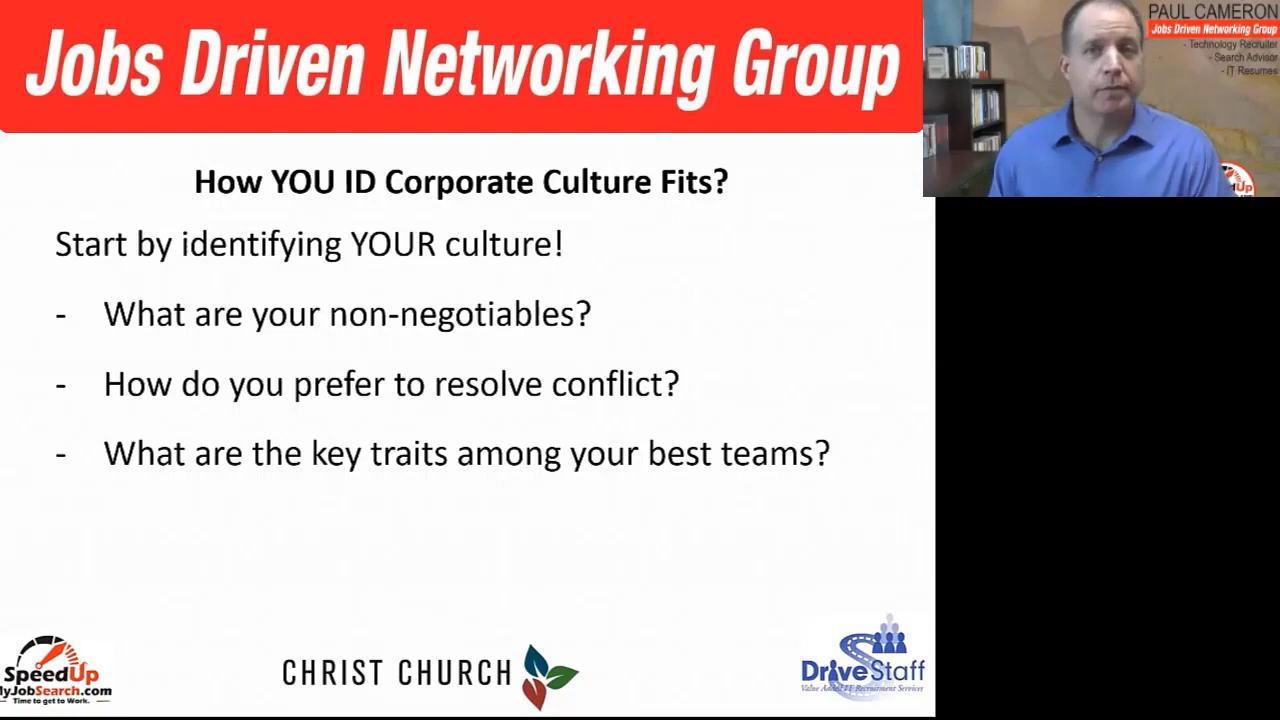 Jobs Driven Networking Group
PAUL CAMERON
Jobs Driven Networking Group
- Technology Recruiter
- Search Advisor
- IT Resumes
How YOU ID Corporate Culture Fits?
Start by identifying YOUR culture!
- What are your non-negotiables?
- How do you prefer to resolve conflict?
- What are the key traits among your best teams?
SpeedUp
MyJobSearch.com
Time to get to Work.
CHRIST CHURCH
DriveStaff
Value Added IT Recruitment Services